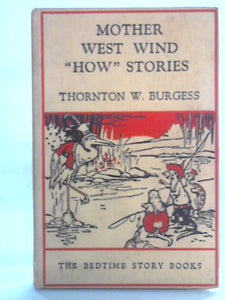 MOTHER
WEST WIND
"HOW" STORIES
THORNTON W. BURGESS
THE BEDTIME STORY BOOKS